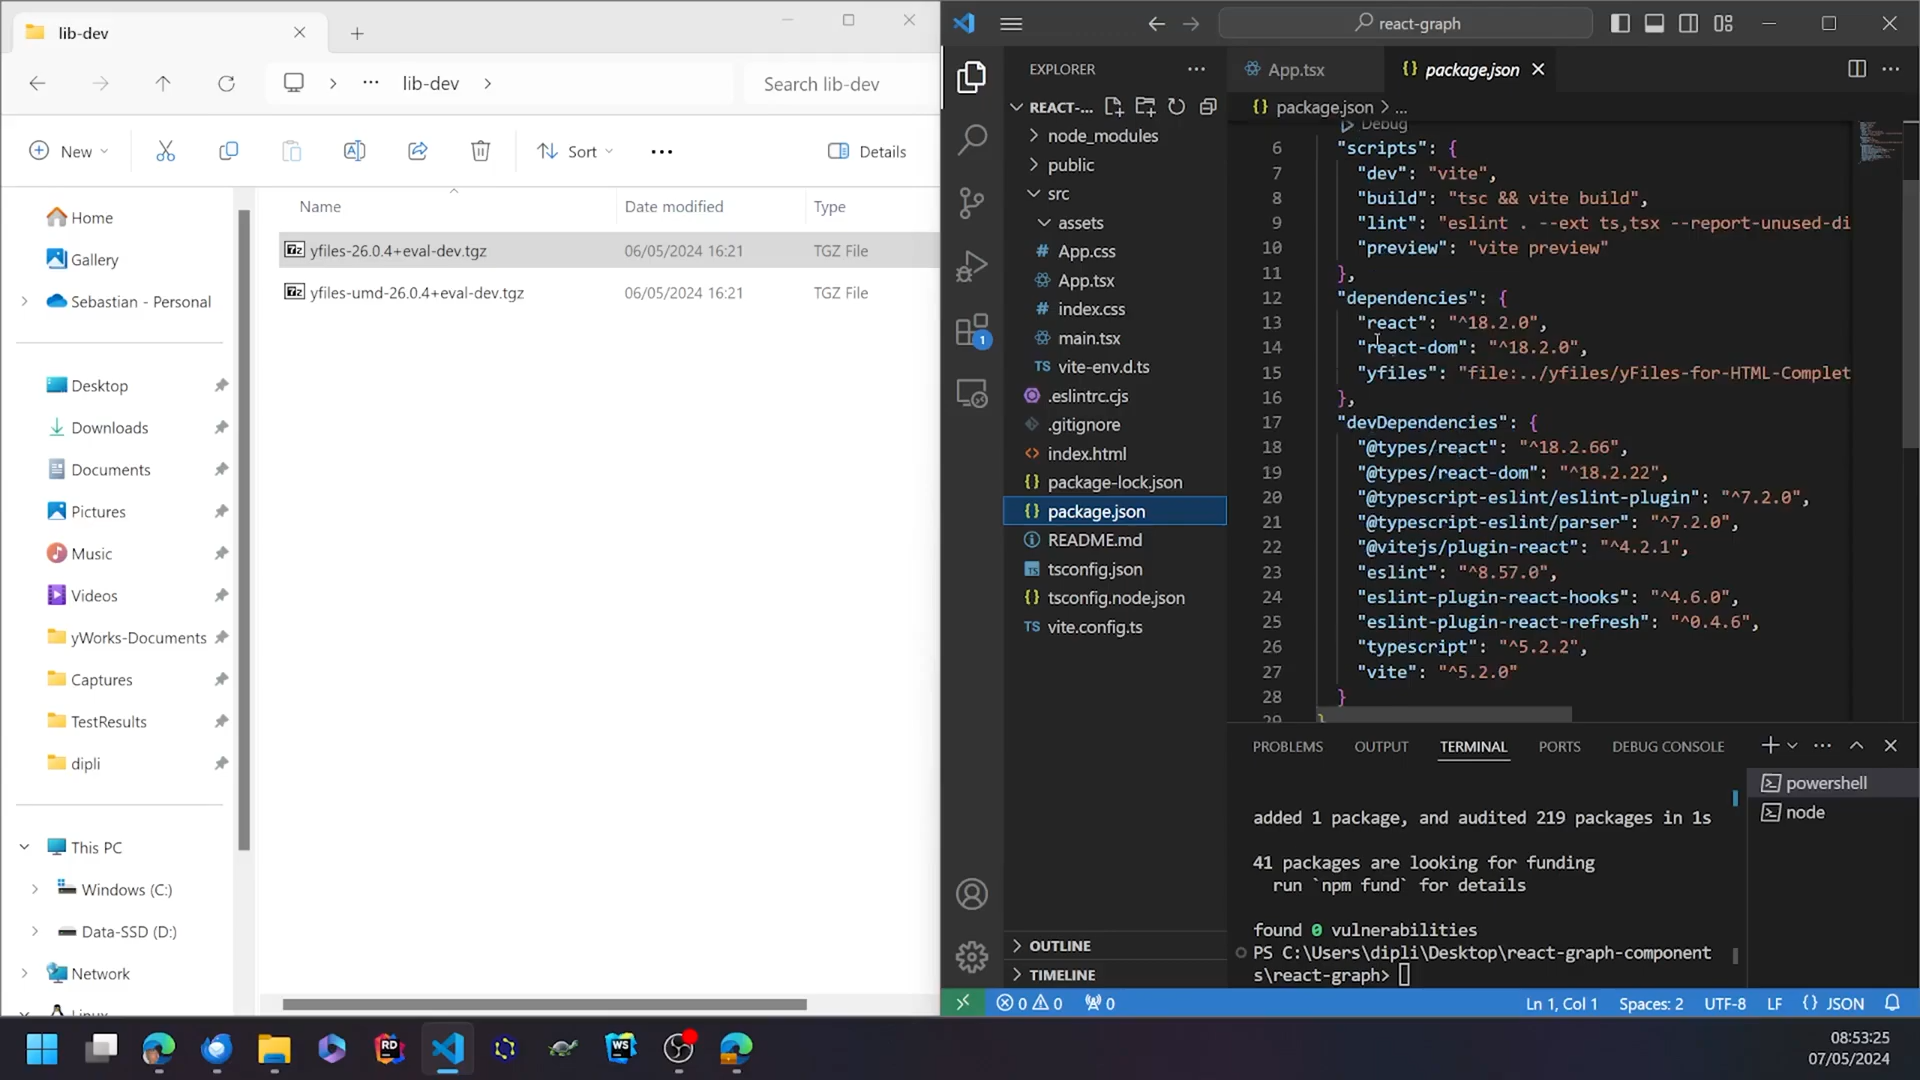 lib-dev
lib-dev
Search lib-dev
New
Sort
Details
Name
Date modified
Type
yfiles-26.0.4+eval-dev.tgz
06/05/2024 16:21
TGZ File
yfiles-umd-26.0.4+eval-dev.tgz
06/05/2024 16:21
TGZ File
Home
Gallery
Sebastian - Personal
Desktop
Downloads
Documents
Pictures
Music
Videos
yWorks-Documents
Captures
TestResults
dipli
This PC
Windows (C:)
Data-SSD (D:)
Network
Linux
react-graph
EXPLORER
REACT-...
node_modules
public
src
assets
App.css
App.tsx
index.css
main.tsx
vite-env.d.ts
.eslintrc.cjs
.gitignore
index.html
package-lock.json
package.json
README.md
tsconfig.json
tsconfig.node.json
vite.config.ts
OUTLINE
TIMELINE
1
App.tsx
package.json
package.json > ...
Debug
6 "scripts": {
7 "dev": "vite",
8 "build": "tsc && vite build",
9 "lint": "eslint . --ext ts,tsx --report-unused-di
10 "preview": "vite preview"
11 },
12 "dependencies": {
13 "react": "^18.2.0",
14 "react-dom": "^18.2.0",
15 "yfiles": "file:../yfiles/yFiles-for-HTML-Complet
16 },
17 "devDependencies": {
18 "@types/react": "^18.2.66",
19 "@types/react-dom": "^18.2.22",
20 "@typescript-eslint/eslint-plugin": "^7.2.0",
21 "@typescript-eslint/parser": "^7.2.0",
22 "@vitejs/plugin-react": "^4.2.1",
23 "eslint": "^8.57.0",
24 "eslint-plugin-react-hooks": "^4.6.0",
25 "eslint-plugin-react-refresh": "^0.4.6",
26 "typescript": "^5.2.2",
27 "vite": "^5.2.0"
28 }
29 }
PROBLEMS
OUTPUT
TERMINAL
PORTS
DEBUG CONSOLE
added 1 package, and audited 219 packages in 1s
41 packages are looking for funding
run `npm fund` for details
found 0 vulnerabilities
PS C:\Users\dipli\Desktop\react-graph-component
s\react-graph>
powershell
node
0 0
0
Ln 1, Col 1
Spaces: 2
UTF-8
LF
{} JSON
RD
WS
08:53:25
07/05/2024